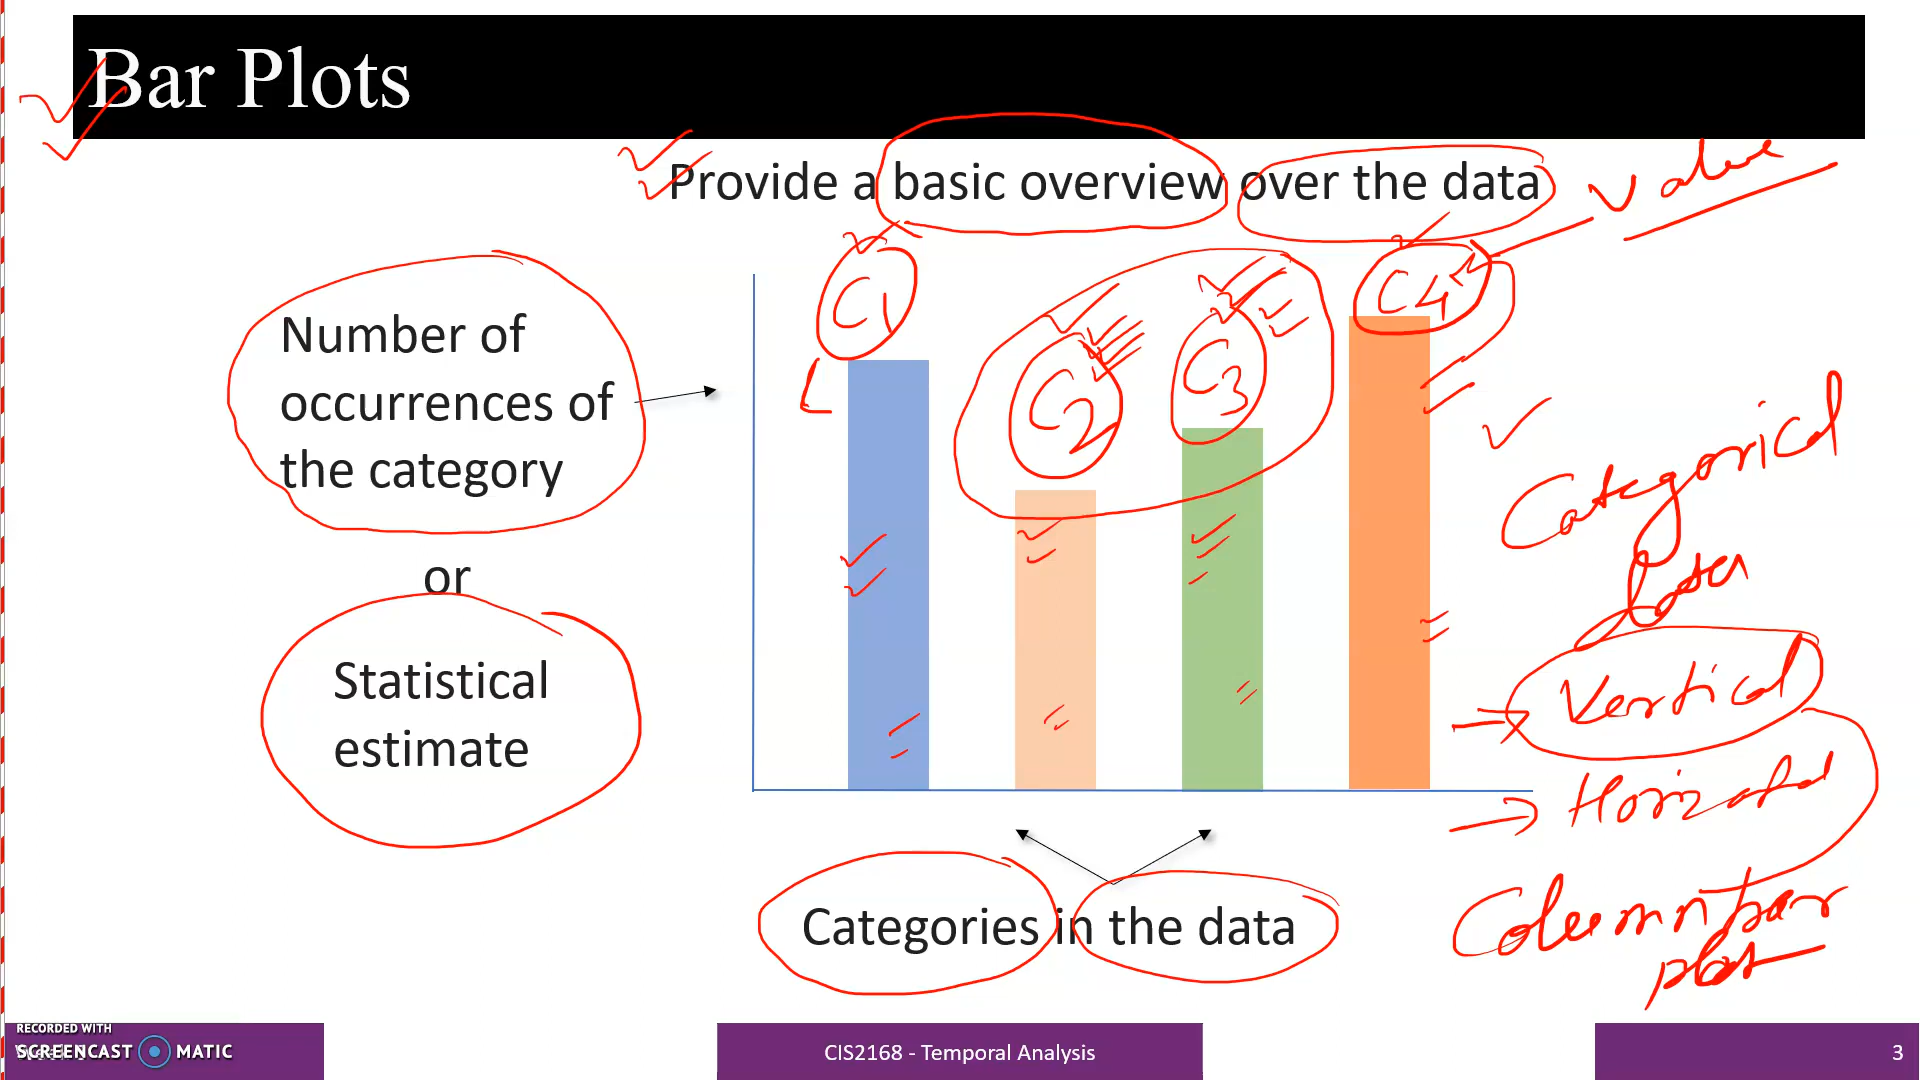 Bar Plots
Provide a basic overview over the data
Value
C1
C2
C3
C4
Number of
occurrences of
the category
or
Statistical
estimate
Categorical
data
Vertical
Horizontal
Column bar
plot
Categories in the data
RECORDED WITH
SCREENCAST MATIC
CIS2168 - Temporal Analysis
3